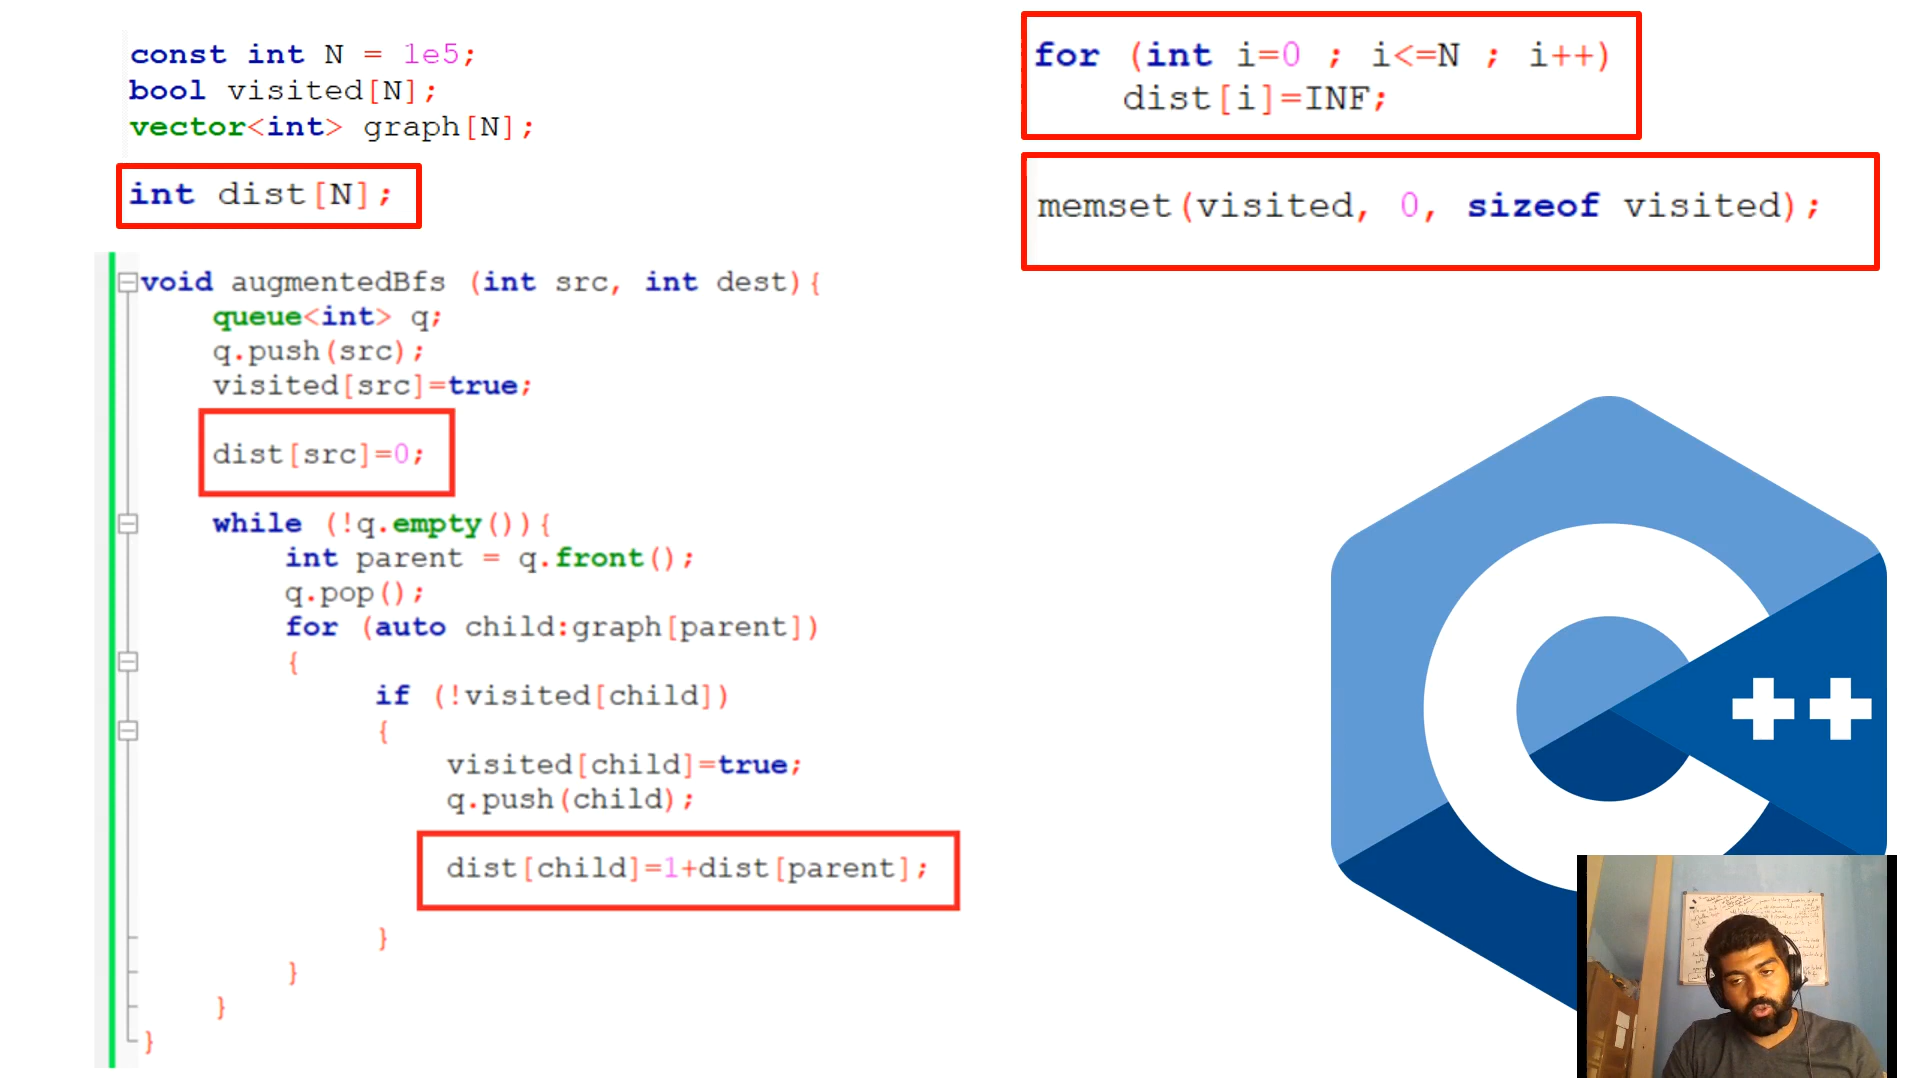 const int N = 1e5;
bool visited[N];
vector<int> graph[N];
int dist[N];
void augmentedBfs (int src, int dest){
queue<int> q;
q.push(src);
visited[src]=true;
dist[src]=0;
while (!q.empty()){
int parent = q.front();
q.pop();
for (auto child:graph[parent])
{
if (!visited[child])
{
visited[child]=true;
q.push(child);
dist[child]=1+dist[parent];
}
}
}
}
for (int i=0 ; i<=N ; i++)
dist[i]=INF;
memset(visited, 0, sizeof visited);
C++